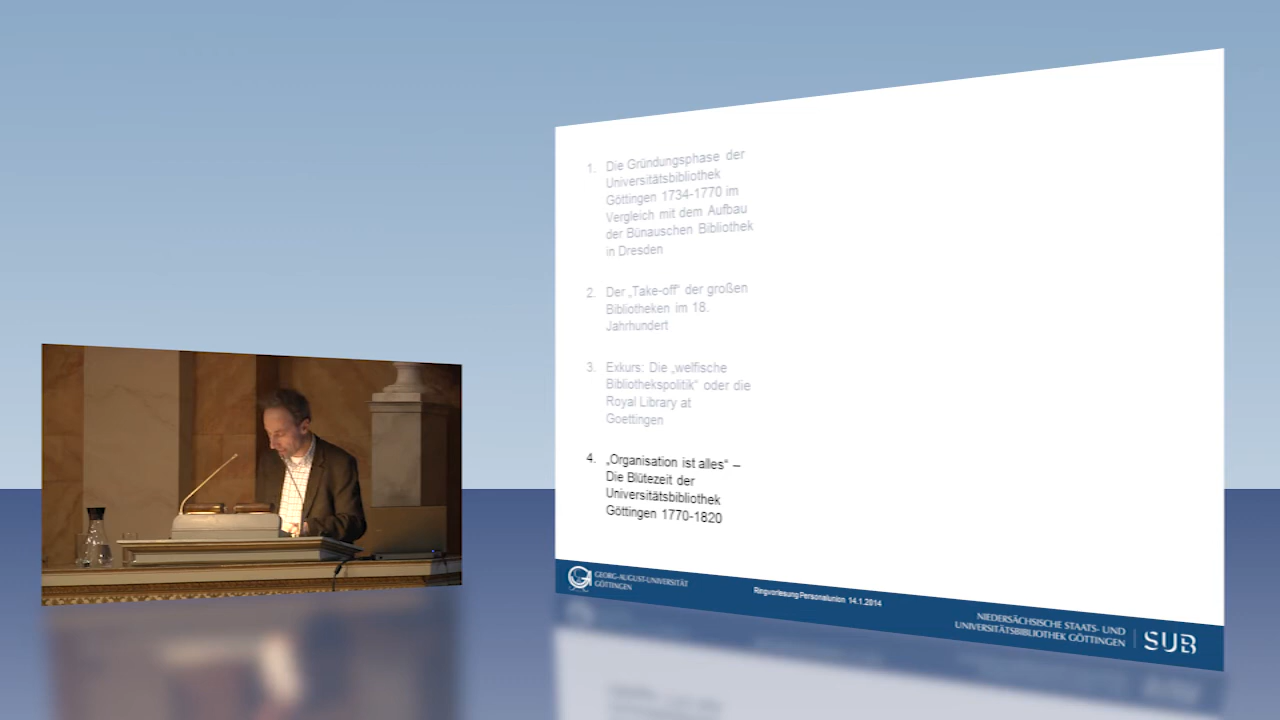 1. Die Gründungsphase der
Universitätsbibliothek
Göttingen 1734-1770 im
Vergleich mit dem Aufbau
der Bünauschen Bibliothek
in Dresden
2. Der „Take-off“ der großen
Bibliotheken im 18.
Jahrhundert
3. Exkurs: Die „welfische
Bibliothekspolitik“ oder die
Royal Library at
Goettingen
4. „Organisation ist alles“ –
Die Blütezeit der
Universitätsbibliothek
Göttingen 1770-1820
GEORG-AUGUST-UNIVERSITÄT
GÖTTINGEN
Ringvorlesung Personalunion 14.1.2014
NIEDERSÄCHSISCHE STAATS- UND
UNIVERSITÄTSBIBLIOTHEK GÖTTINGEN
SUB